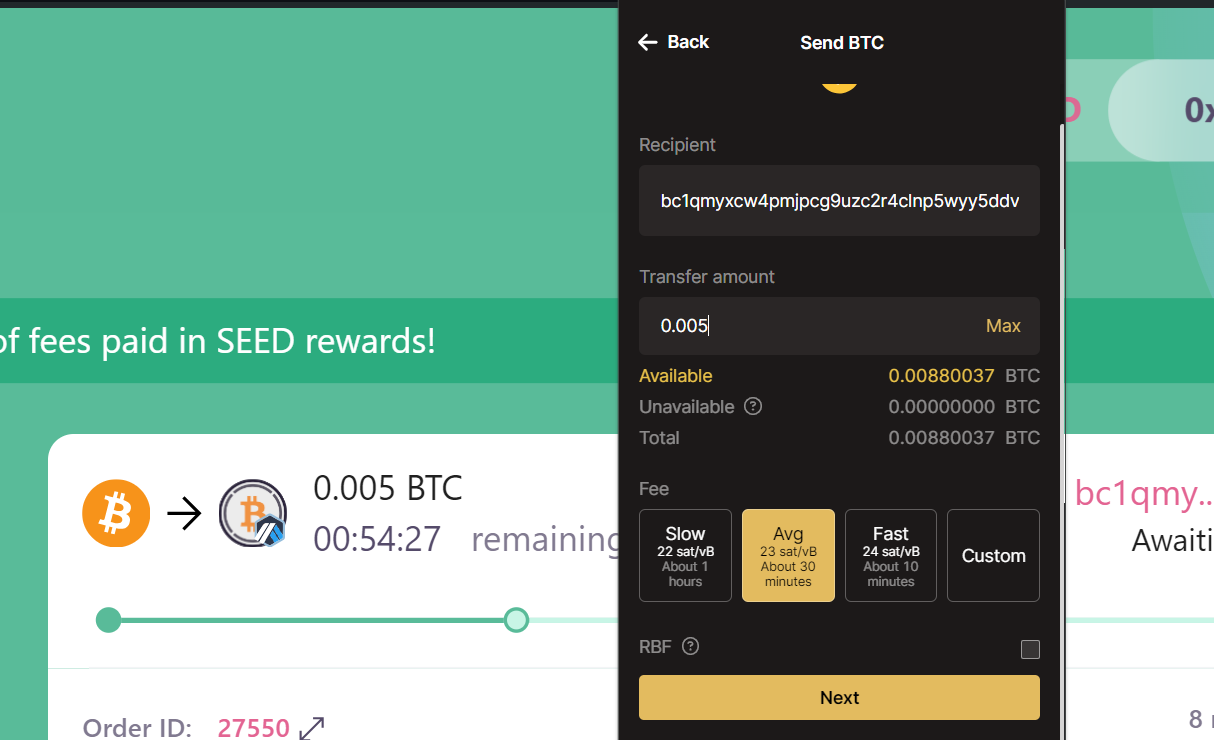 Back
Send BTC
0x
Recipient
bc1qmyxcw4pmjpcg9uzc2r4clnp5wyy5ddv
Transfer amount
of fees paid in SEED rewards!
0.005
Max
Available 0.00880037 BTC
Unavailable ? 0.00000000 BTC
Total 0.00880037 BTC
0.005 BTC
00:54:27 remaining
bc1qmy...
Awaiti
Fee
Slow
22 sat/vB
About 1
hours
Avg
23 sat/vB
About 30
minutes
Fast
24 sat/vB
About 10
minutes
Custom
RBF ?
Next
Order ID: 27550
8